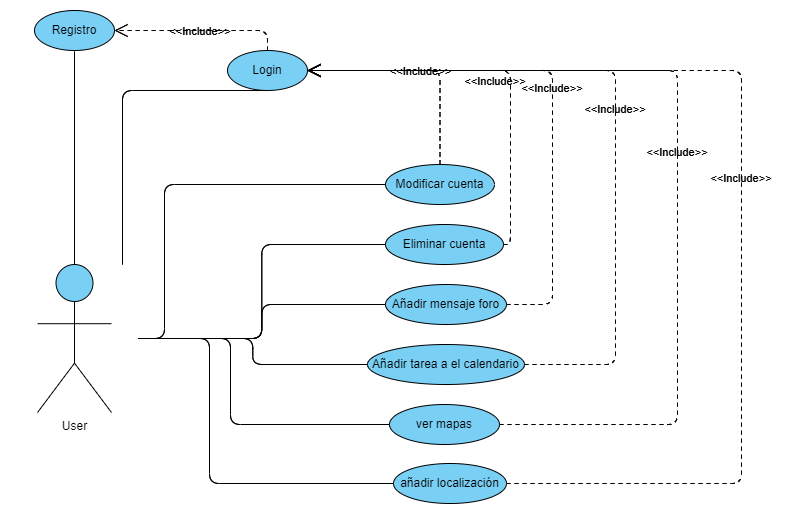 Registro
<<Include>>
Login
<<Include>>
<<Include>>
<<Include>>
<<Include>>
<<Include>>
<<Include>>
Modificar cuenta
Eliminar cuenta
Añadir mensaje foro
Añadir tarea a el calendario
User
ver mapas
añadir localización